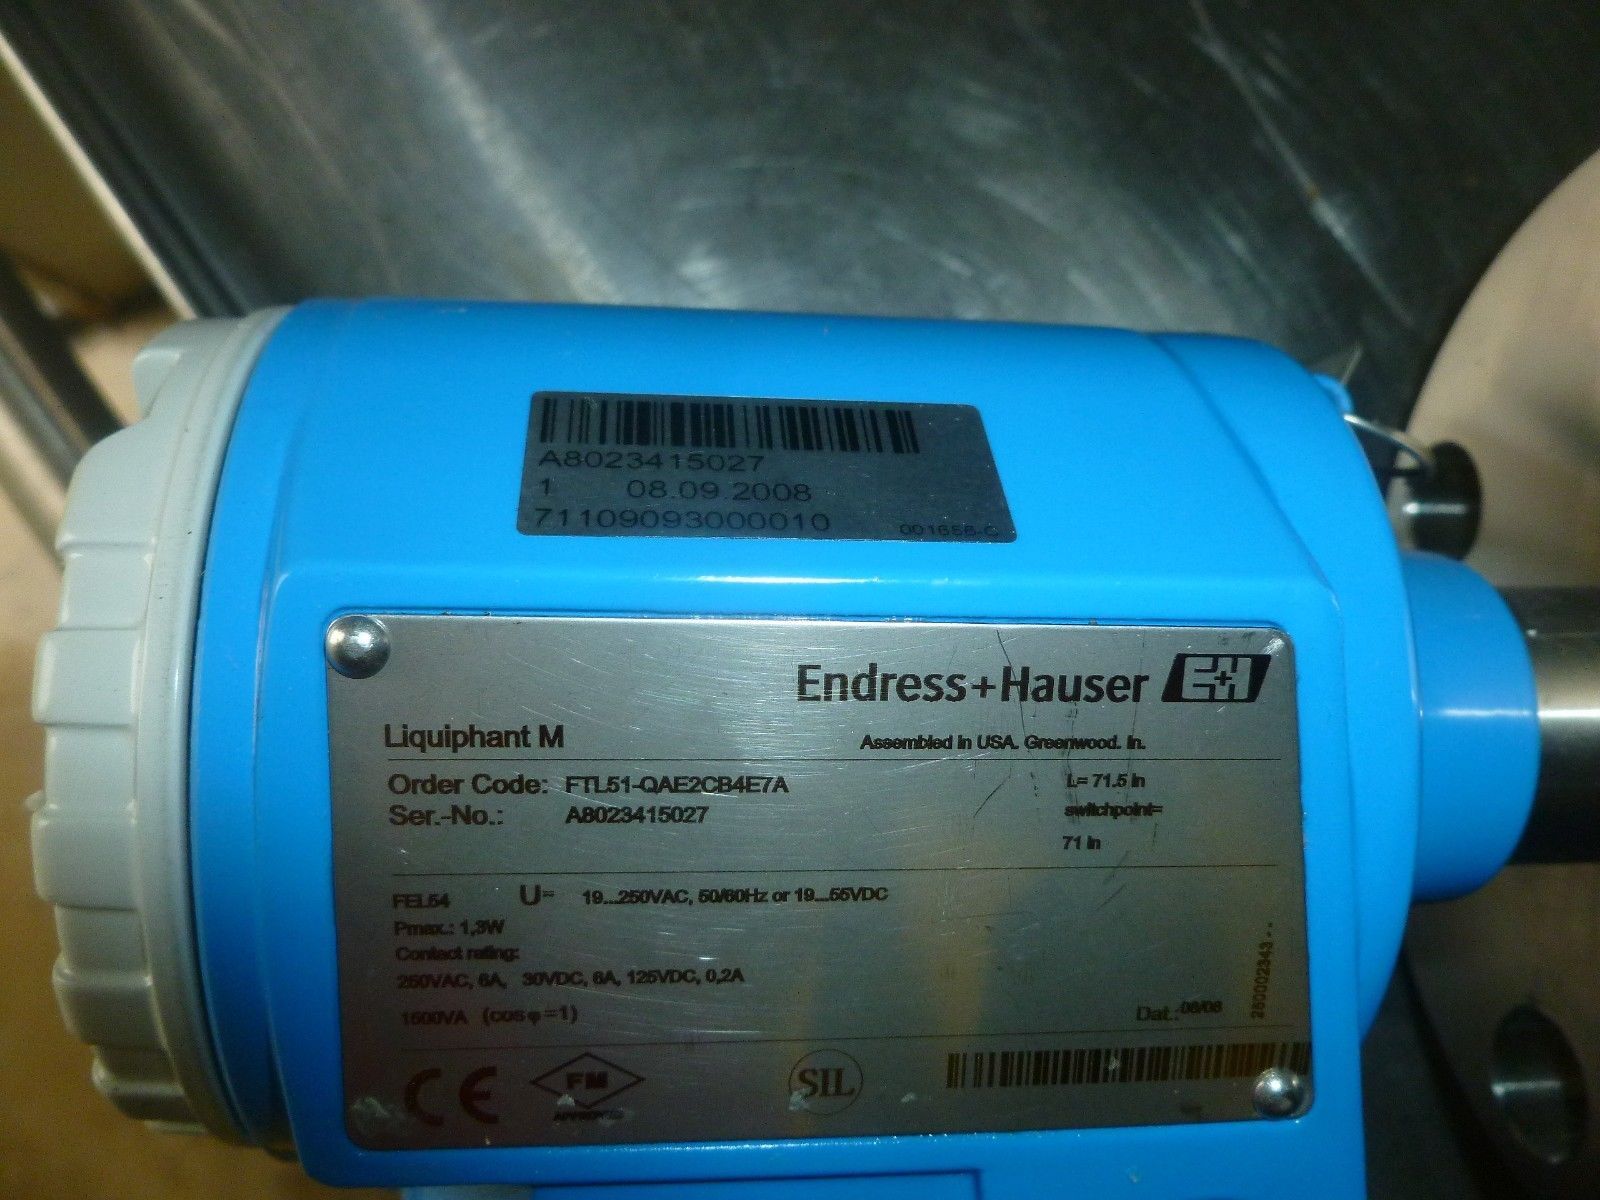 A8023415027
1 08.09.2008
71109093000010 001656-C
Endress+Hauser E+H
Liquiphant M
Assembled in USA. Greenwood. In.
Order Code: FTL51-QAE2CB4E7A L= 71.5 in
Ser.-No.: A8023415027 switchpoint=
71 in
FEL54 U= 19...250VAC, 50/60Hz or 19...55VDC
Pmax.: 1,3W
Contact rating:
250VAC, 6A, 30VDC, 6A, 125VDC, 0,2A
1500VA (cos φ =1)
Dat.: 08/08
CE FM SIL
APPROVED